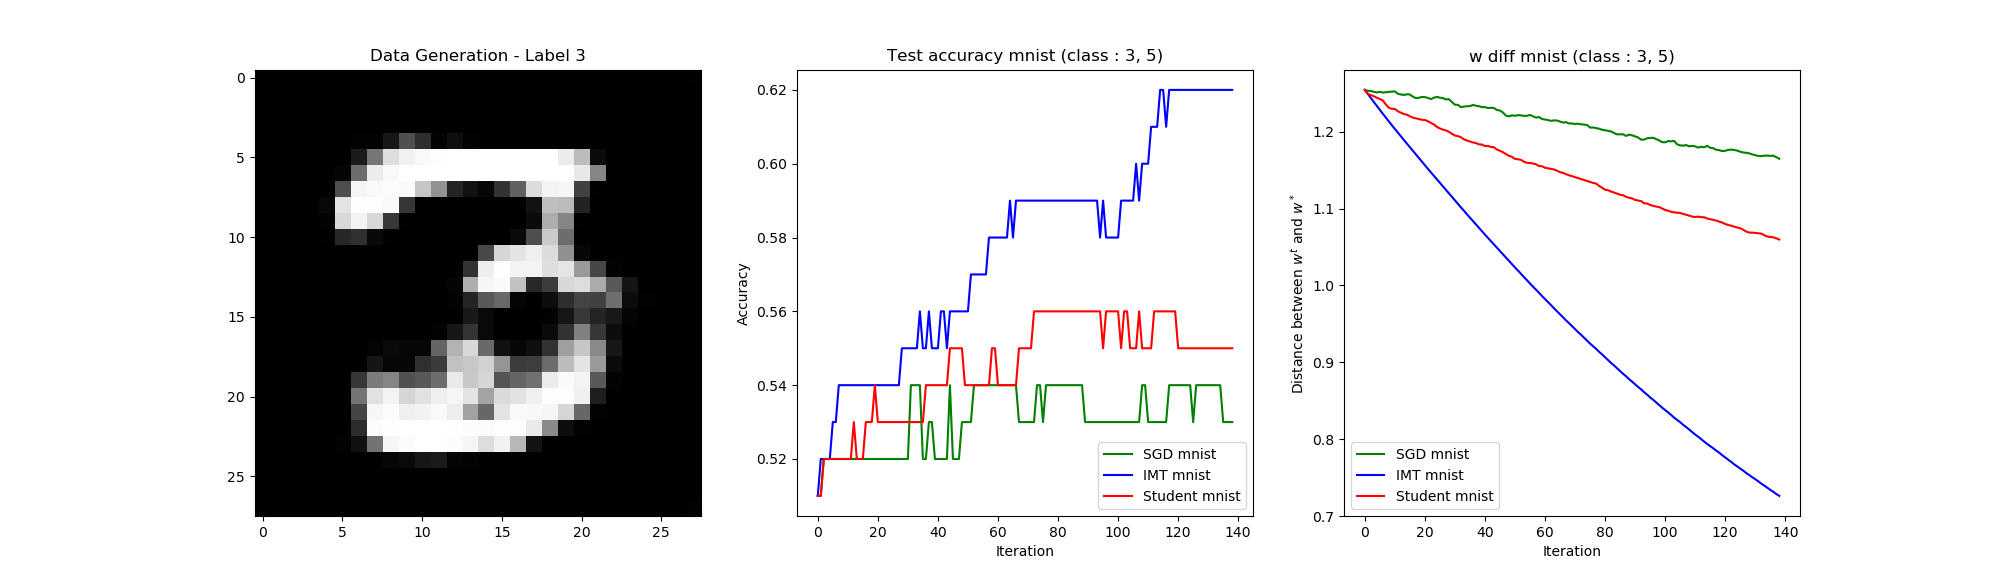 Data Generation - Label 3
0
5
10
15
20
25
0 5 10 15 20 25
Test accuracy mnist (class : 3, 5)
Accuracy
0.62
0.60
0.58
0.56
0.54
0.52
0 20 40 60 80 100 120 140
Iteration
SGD mnist
IMT mnist
Student mnist
w diff mnist (class : 3, 5)
Distance between w^t and w^*
1.2
1.1
1.0
0.9
0.8
0.7
0 20 40 60 80 100 120 140
Iteration
SGD mnist
IMT mnist
Student mnist